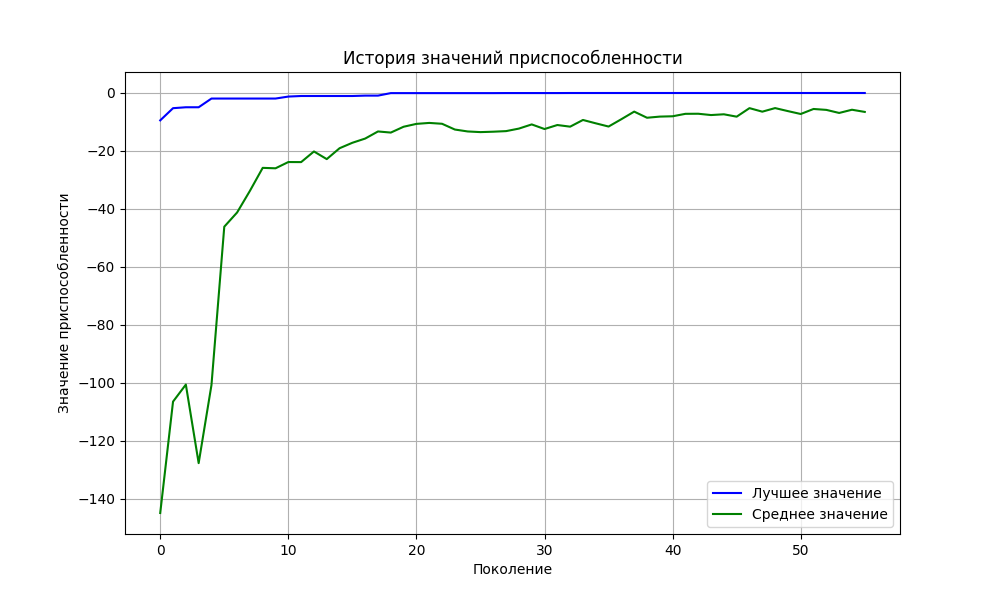 История значений приспособленности
Значение приспособленности
0
−20
−40
−60
−80
−100
−120
−140
0 10 20 30 40 50
Поколение
Лучшее значение
Среднее значение